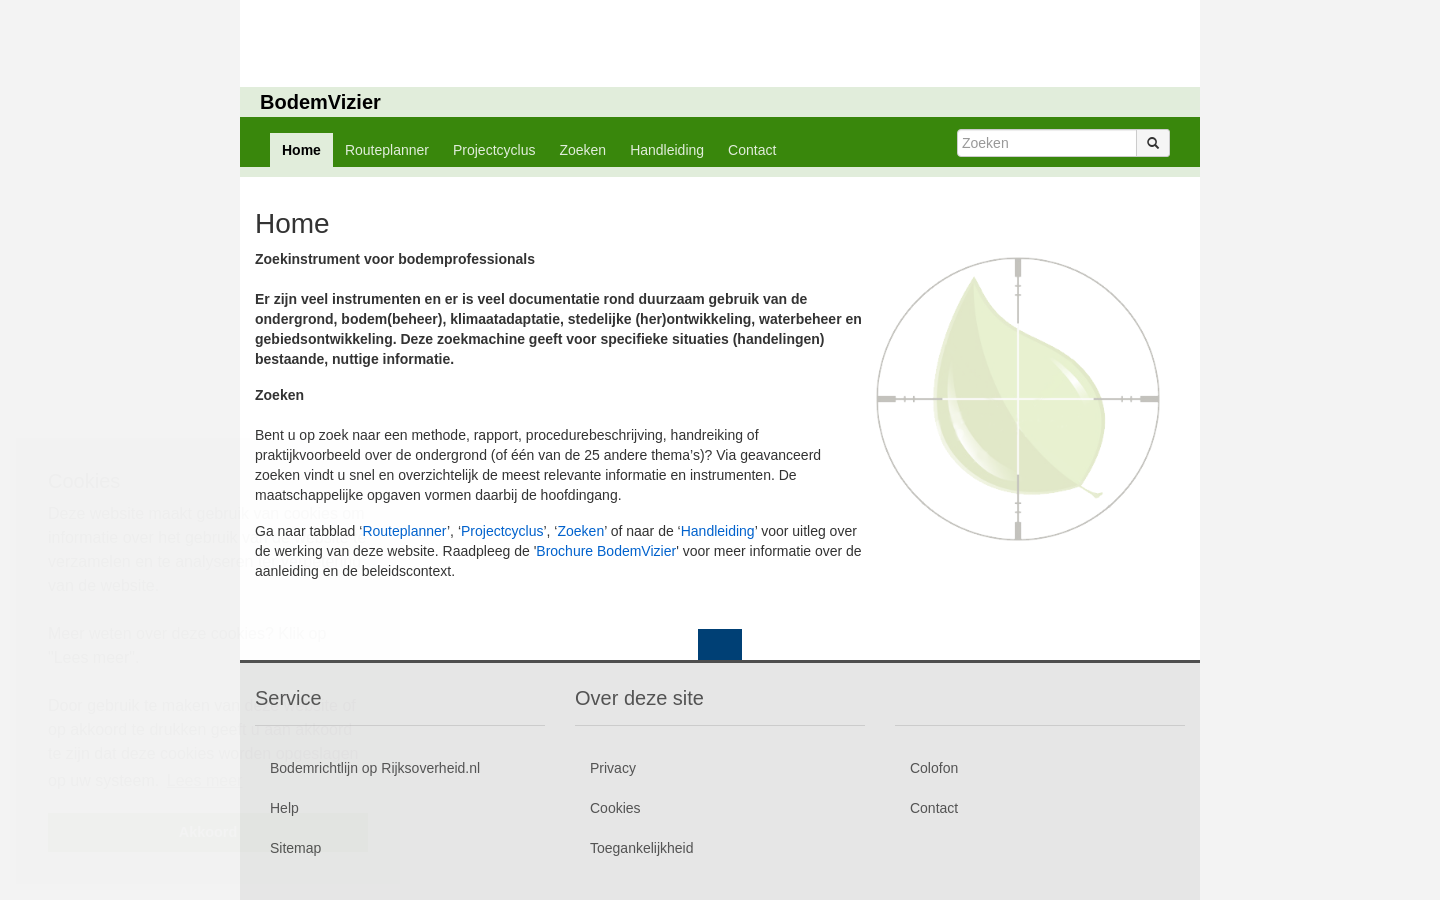 BodemVizier
Home
Routeplanner
Projectcyclus
Zoeken
Handleiding
Contact
Zoeken
Home
Zoekinstrument voor bodemprofessionals
Er zijn veel instrumenten en er is veel documentatie rond duurzaam gebruik van de
ondergrond, bodem(beheer), klimaatadaptatie, stedelijke (her)ontwikkeling, waterbeheer en
gebiedsontwikkeling. Deze zoekmachine geeft voor specifieke situaties (handelingen)
bestaande, nuttige informatie.
Zoeken
Bent u op zoek naar een methode, rapport, procedurebeschrijving, handreiking of
praktijkvoorbeeld over de ondergrond (of één van de 25 andere thema’s)? Via geavanceerd
zoeken vindt u snel en overzichtelijk de meest relevante informatie en instrumenten. De
maatschappelijke opgaven vormen daarbij de hoofdingang.
Ga naar tabblad ‘Routeplanner’, ‘Projectcyclus’, ‘Zoeken’ of naar de ‘Handleiding’ voor uitleg over
de werking van deze website. Raadpleeg de 'Brochure BodemVizier' voor meer informatie over de
aanleiding en de beleidscontext.
Cookies
van de website.
Meer weten over deze cookies? Klik op
"Lees meer".
Akkoord
Service
Bodemrichtlijn op Rijksoverheid.nl
Help
Sitemap
Over deze site
Privacy
Cookies
Toegankelijkheid
Colofon
Contact